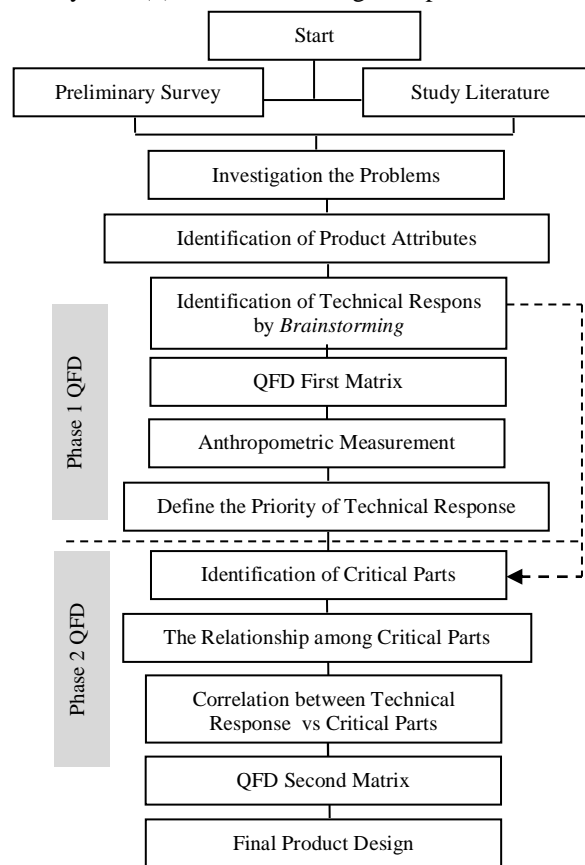 Start
Preliminary Survey
Study Literature
Investigation the Problems
Identification of Product Attributes
Identification of Technical Respons
by Brainstorming
QFD First Matrix
Anthropometric Measurement
Define the Priority of Technical Response
Phase 1 QFD
Identification of Critical Parts
The Relationship among Critical Parts
Correlation between Technical
Response vs Critical Parts
QFD Second Matrix
Phase 2 QFD
Final Product Design